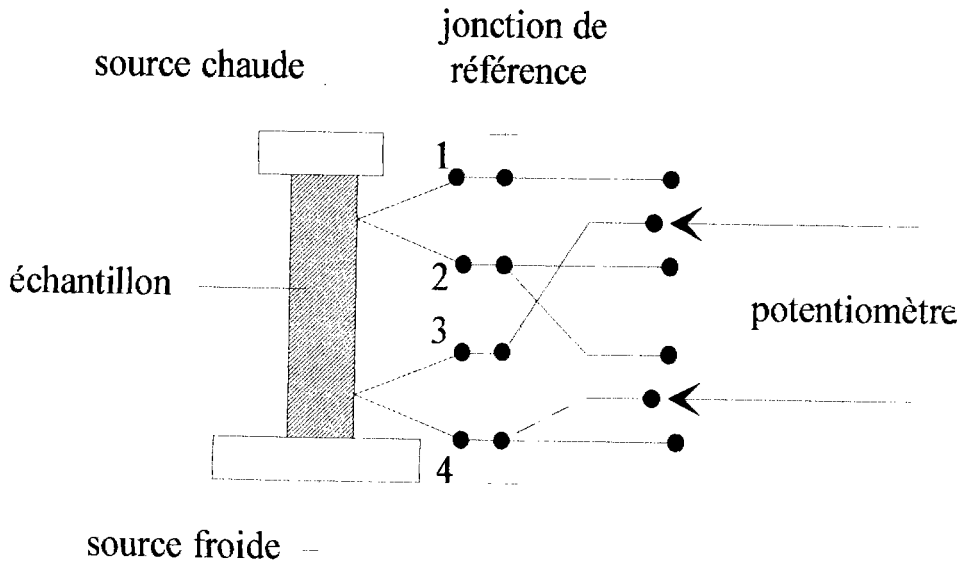 jonction de
référence
source chaude
1
2
échantillon
3
potentiomètre
4
source froide